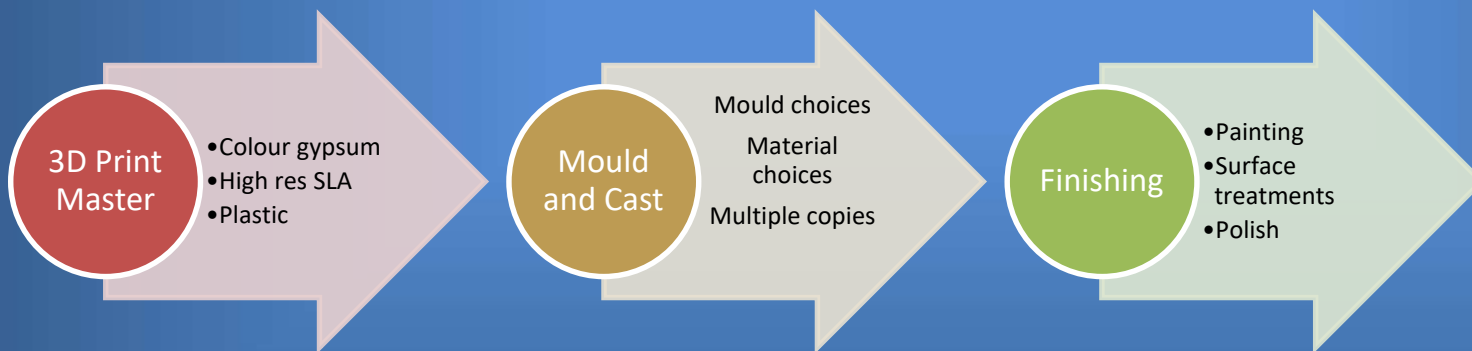 3D Print
Master
•Colour gypsum
•High res SLA
•Plastic
Mould
and Cast
Mould choices
Material
choices
Multiple copies
Finishing
•Painting
•Surface
treatments
•Polish